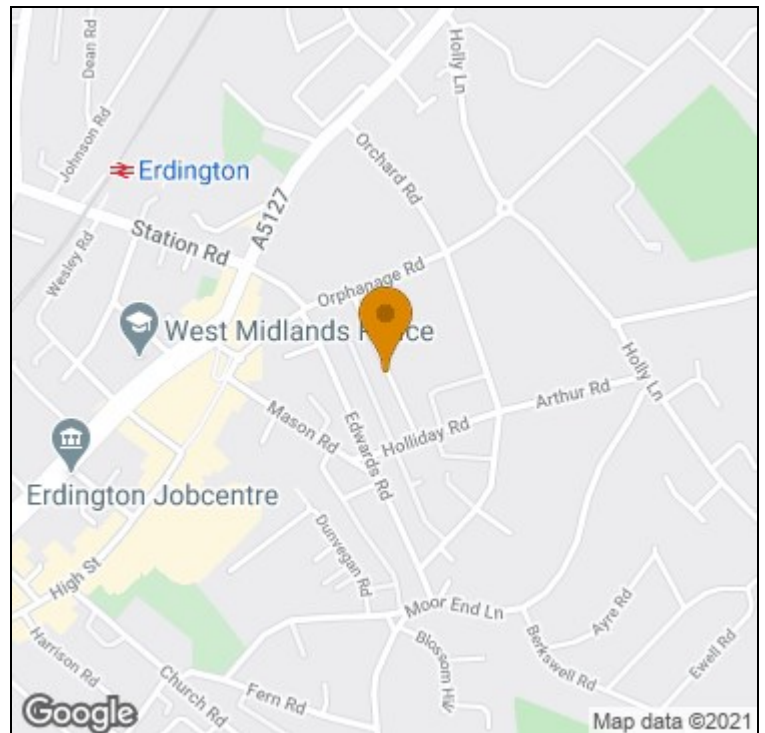 Dean Rd
Holly Ln
Johnson Rd
Orchard Rd
Erdington
A5127
Station Rd
Wesley Rd
Orphanage Rd
West Midlands
Holly Ln
Arthur Rd
Mason Rd
Edwards Rd
Holliday Rd
Erdington Jobcentre
Dunvegan Rd
High St
Moor End Ln
Ayre Rd
Harrison Rd
Blossom Hill
Berkswell Rd
Ewell Rd
Church Rd
Fern Rd
Google
Map data ©2021